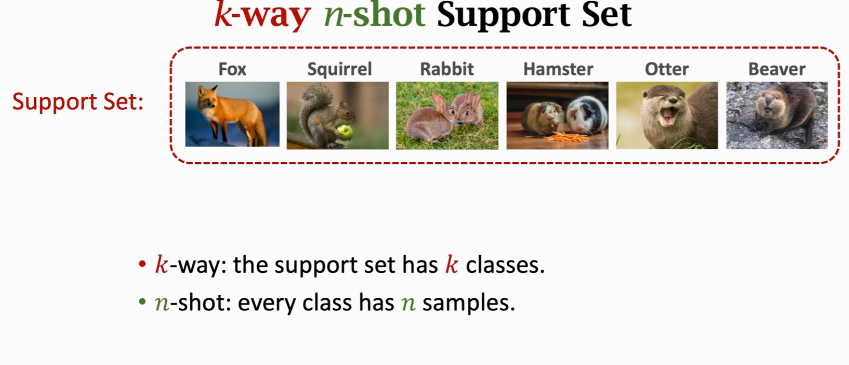 k-way n-shot Support Set
Fox Squirrel Rabbit Hamster Otter Beaver
Support Set:
• k-way: the support set has k classes.
• n-shot: every class has n samples.